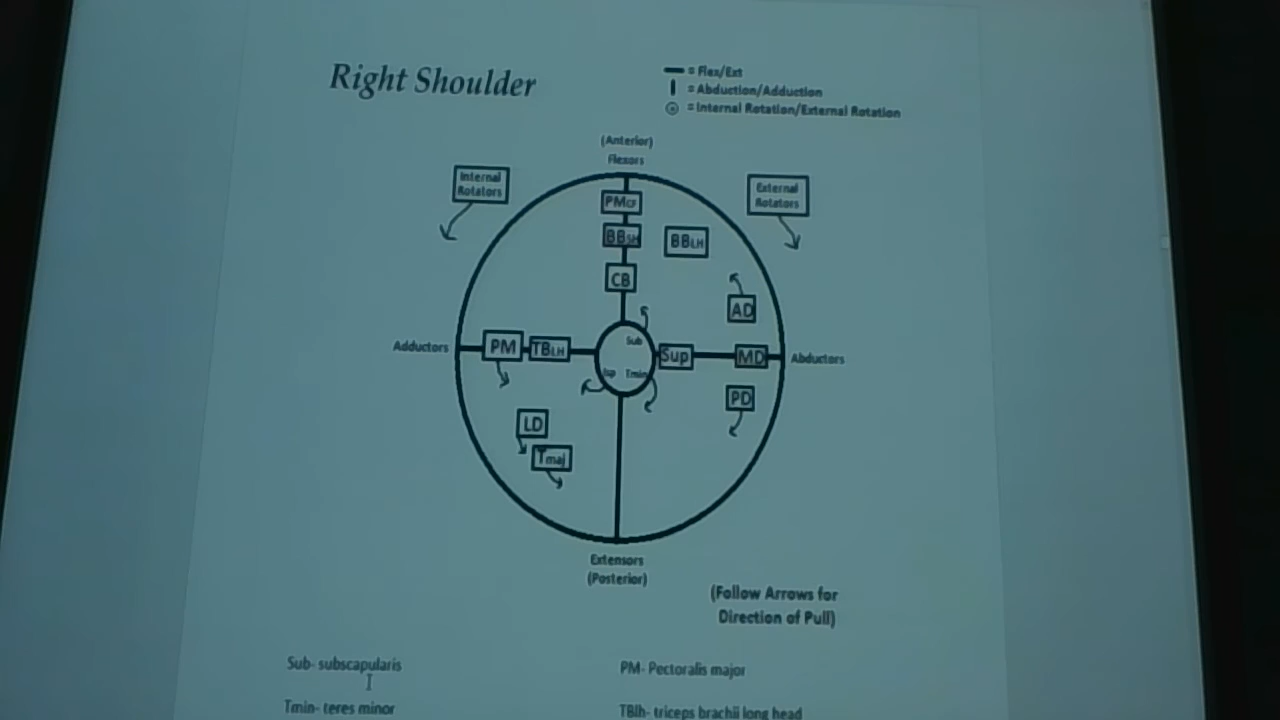 Right Shoulder
= Flex/Ext
= Abduction/Adduction
= Internal Rotation/External Rotation
(Anterior)
Flexors
Internal
Rotators
External
Rotators
PMCF
BBSH
BBLH
CB
AD
Sub
Adductors
PM
TBLH
Sup
MD
Abductors
Isp
Tmin
PD
LD
Tmaj
Extensors
(Posterior)
(Follow Arrows for
Direction of Pull)
Sub- subscapularis
PM- Pectoralis major
Tmin- teres minor
TBlh- triceps brachii long head